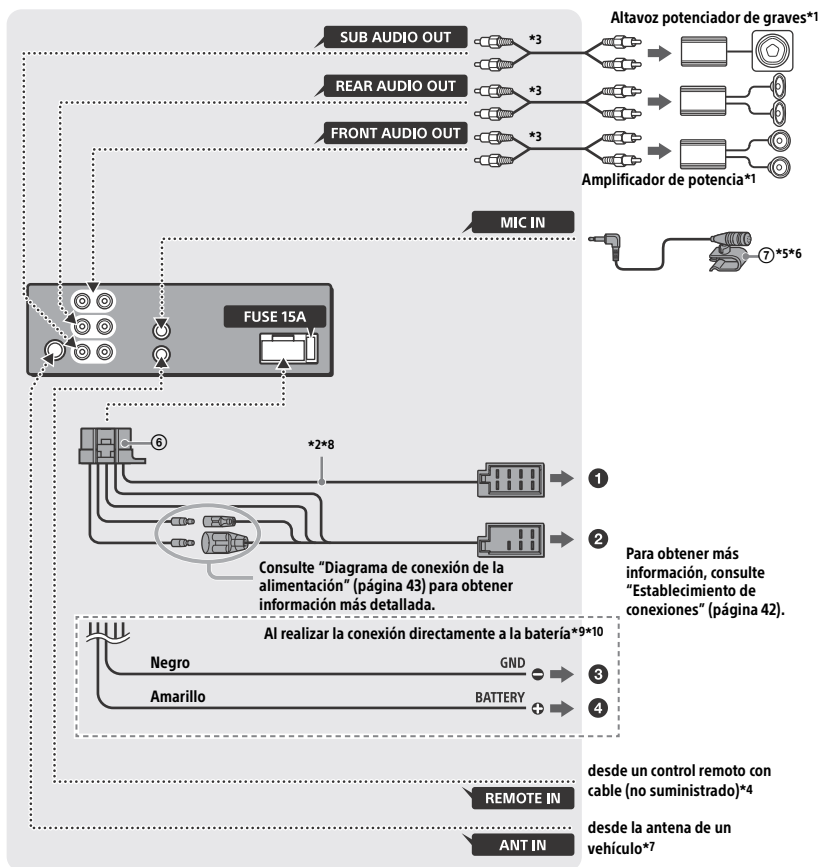 Altavoz potenciador de graves*1
SUB AUDIO OUT
*3
REAR AUDIO OUT
*3
FRONT AUDIO OUT
*3
Amplificador de potencia*1
MIC IN
⑦*5*6
FUSE 15A
⑥
*2*8
❶
❷
Consulte “Diagrama de conexión de la
alimentación” (página 43) para obtener
información más detallada.
Para obtener más
información, consulte
“Establecimiento de
conexiones” (página 42).
Al realizar la conexión directamente a la batería*9*10
Negro
GND
❸
Amarillo
BATTERY
❹
desde un control remoto con
cable (no suministrado)*4
REMOTE IN
desde la antena de un
vehículo*7
ANT IN